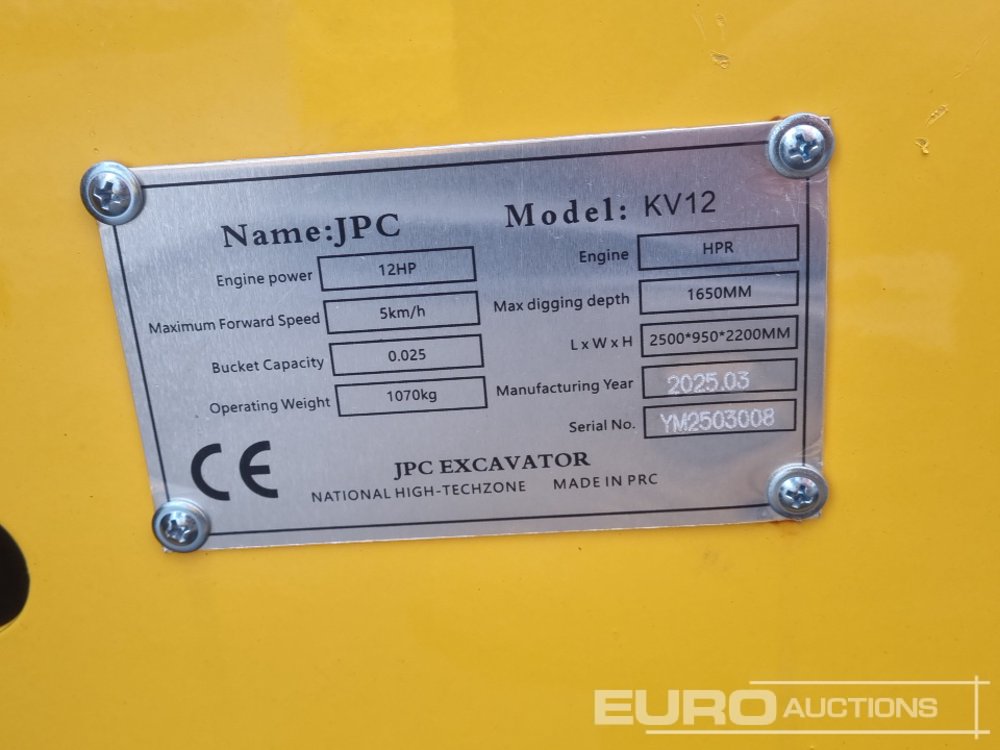 Name:JPC Model: KV12
Engine power 12HP Engine HPR
Maximum Forward Speed 5km/h Max digging depth 1650MM
Bucket Capacity 0.025 L x W x H 2500*950*2200MM
Operating Weight 1070kg Manufacturing Year 2025.03
Serial No. YM2503008
CE JPC EXCAVATOR
NATIONAL HIGH-TECHZONE MADE IN PRC
EURO AUCTIONS